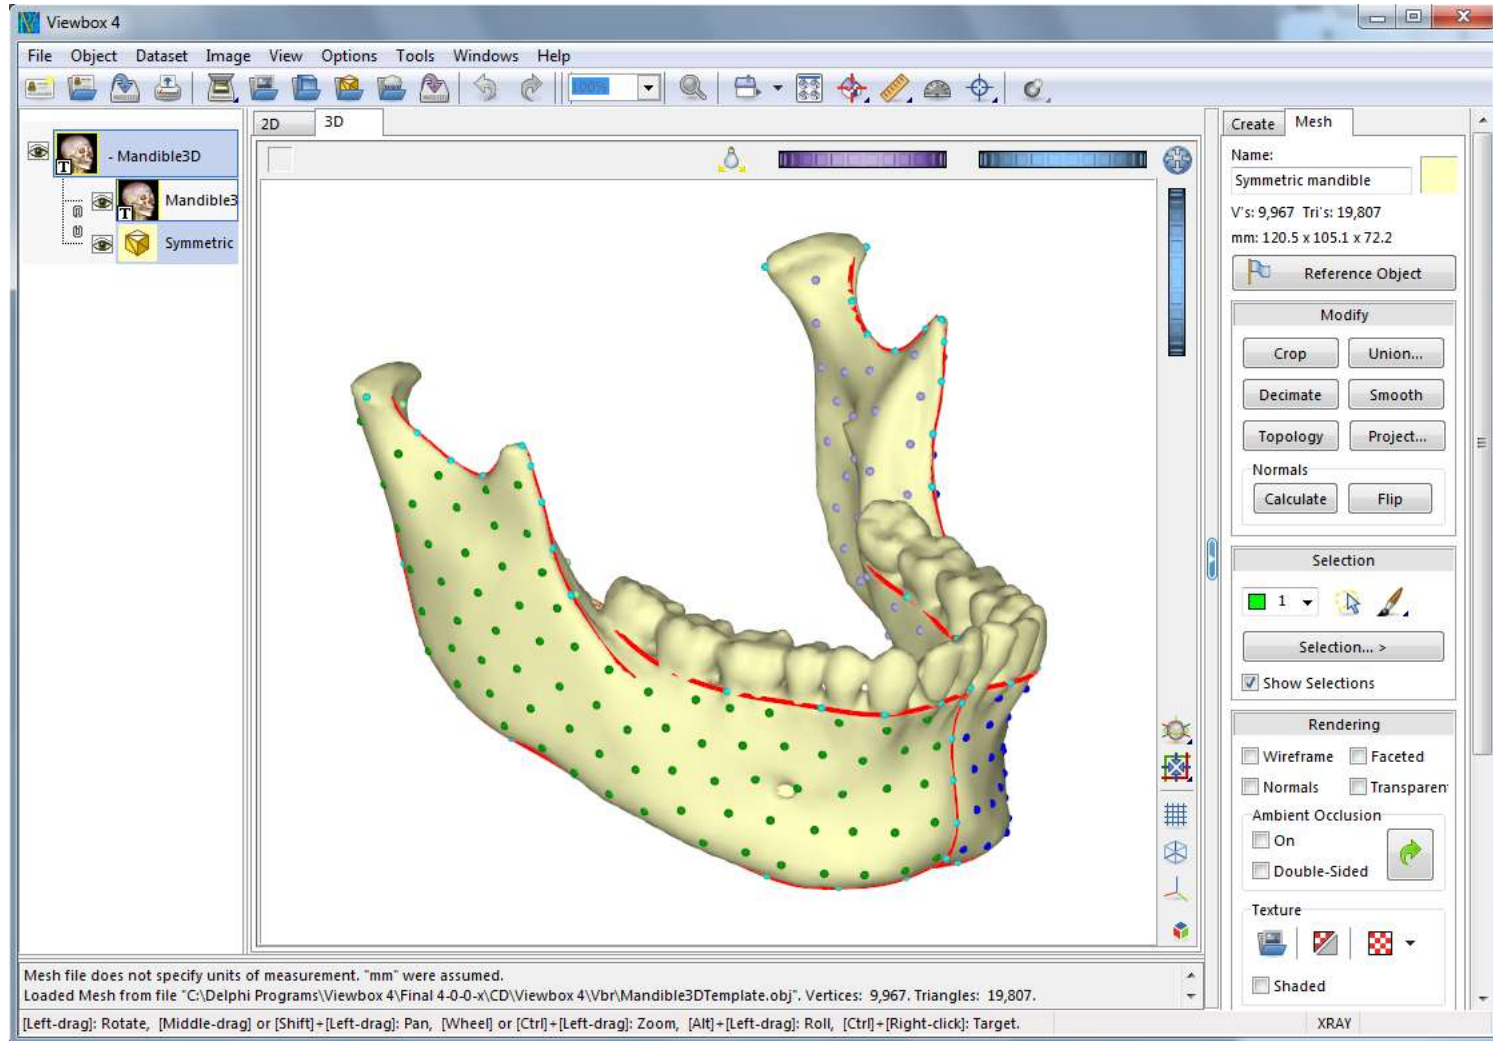 Viewbox 4
File Object Dataset Image View Options Tools Windows Help
100%
2D 3D
- Mandible3D
T
Mandible3
T
Symmetric
Create Mesh
Name:
Symmetric mandible
V's: 9,967 Tri's: 19,807
mm: 120.5 x 105.1 x 72.2
Reference Object
Modify
Crop Union...
Decimate Smooth
Topology Project...
Normals
Calculate Flip
Selection
1
Selection... >
Show Selections
Rendering
Wireframe Faceted
Normals Transparen
Ambient Occlusion
On
Double-Sided
Texture
Shaded
Mesh file does not specify units of measurement. "mm" were assumed.
Loaded Mesh from file "C:\Delphi Programs\Viewbox 4\Final 4-0-0-x\CD\Viewbox 4\Vbr\Mandible3DTemplate.obj". Vertices: 9,967. Triangles: 19,807.
[Left-drag]: Rotate, [Middle-drag] or [Shift]+[Left-drag]: Pan, [Wheel] or [Ctrl]+[Left-drag]: Zoom, [Alt]+[Left-drag]: Roll, [Ctrl]+[Right-click]: Target.
XRAY